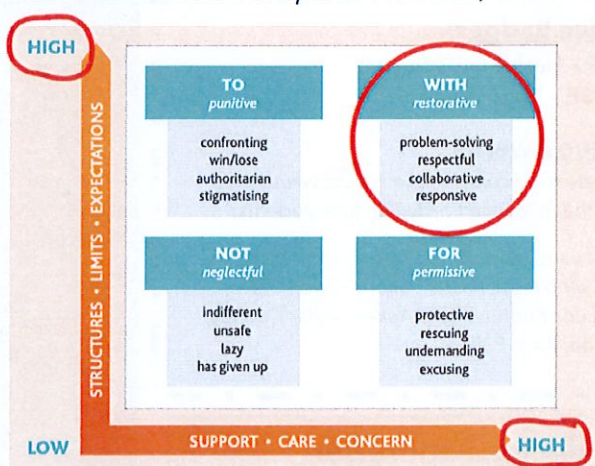 HIGH
STRUCTURES • LIMITS • EXPECTATIONS
TO
punitive
confronting
win/lose
authoritarian
stigmatising
WITH
restorative
problem-solving
respectful
collaborative
responsive
NOT
neglectful
indifferent
unsafe
lazy
has given up
FOR
permissive
protective
rescuing
undemanding
excusing
LOW
SUPPORT • CARE • CONCERN
HIGH